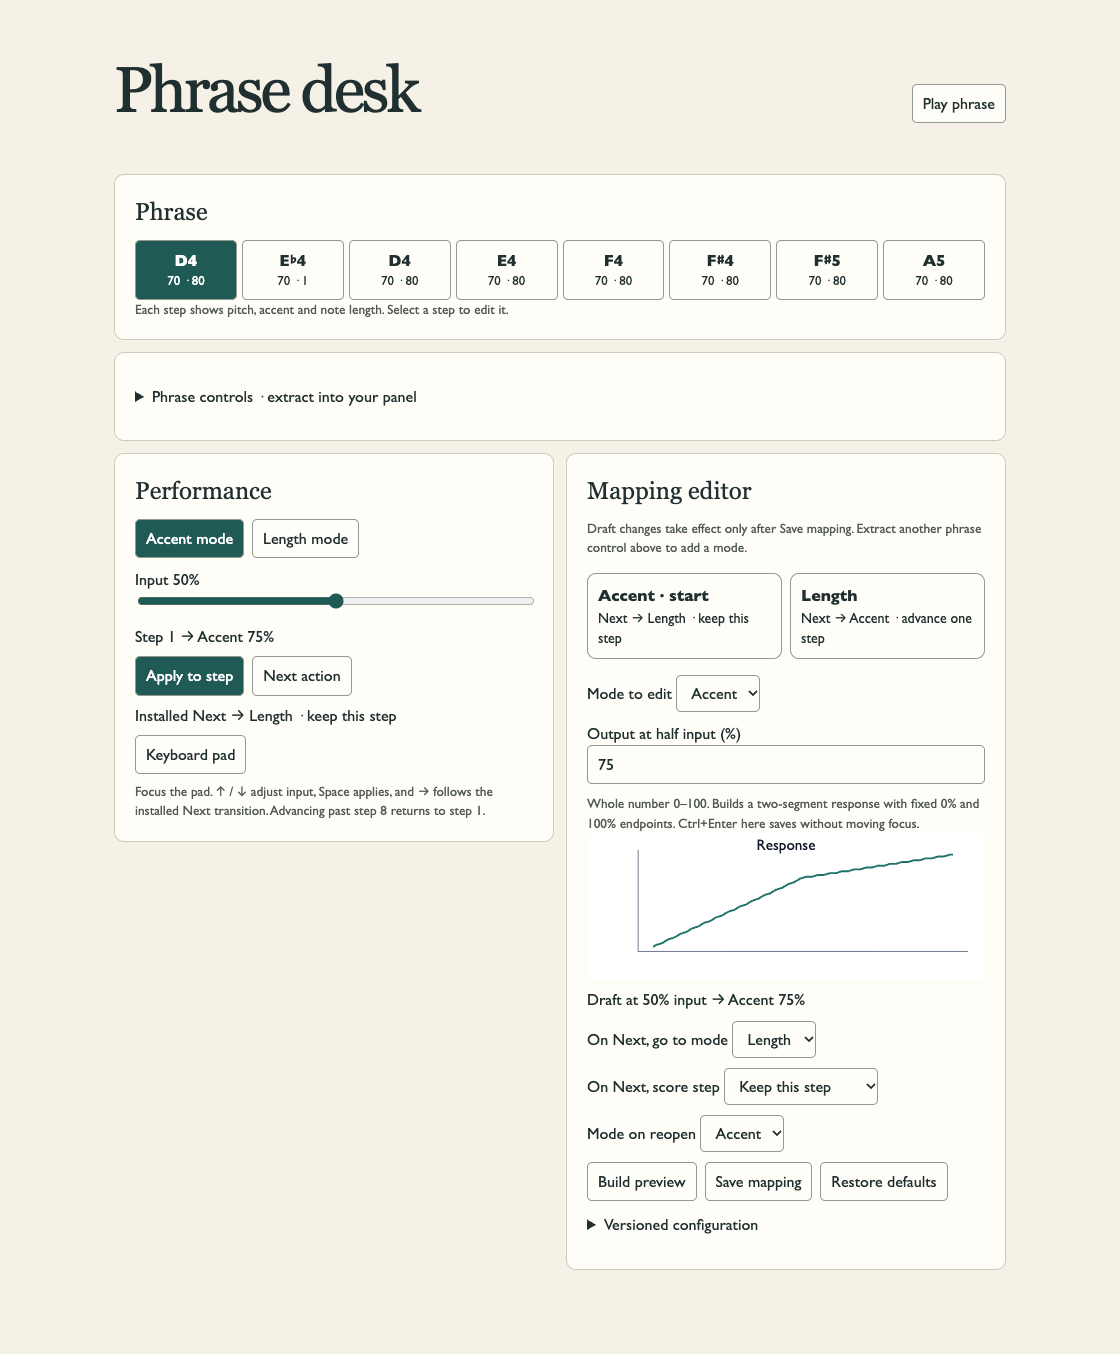 Phrase desk
Play phrase
Phrase
D4
70 · 80
E♭4
70 · 1
D4
70 · 80
E4
70 · 80
F4
70 · 80
F#4
70 · 80
F#5
70 · 80
A5
70 · 80
Each step shows pitch, accent and note length. Select a step to edit it.
Phrase controls · extract into your panel
Performance
Accent mode
Length mode
Input 50%
Step 1 → Accent 75%
Apply to step
Next action
Installed Next → Length · keep this step
Keyboard pad
Focus the pad. ↑ / ↓ adjust input, Space applies, and → follows the
installed Next transition. Advancing past step 8 returns to step 1.
Mapping editor
Draft changes take effect only after Save mapping. Extract another phrase
control above to add a mode.
Accent · start
Next → Length · keep this
step
Length
Next → Accent · advance one
step
Mode to edit Accent
Output at half input (%)
75
Whole number 0–100. Builds a two-segment response with fixed 0% and
100% endpoints. Ctrl+Enter here saves without moving focus.
Response
Draft at 50% input → Accent 75%
On Next, go to mode Length
On Next, score step Keep this step
Mode on reopen Accent
Build preview
Save mapping
Restore defaults
Versioned configuration